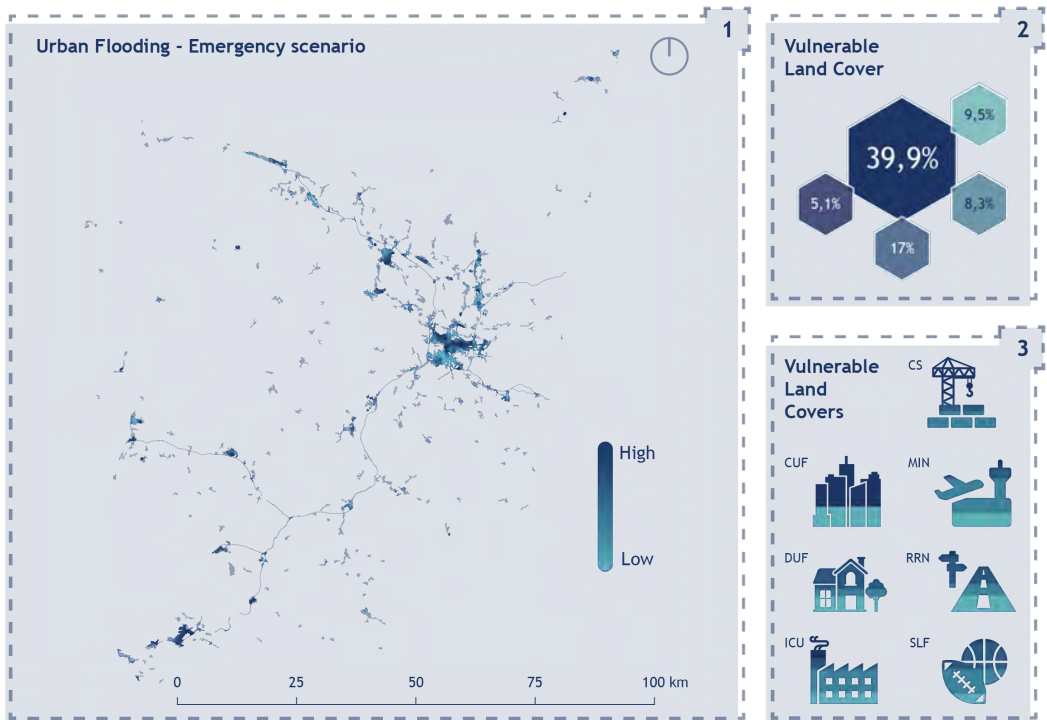 1
Urban Flooding - Emergency scenario
High
Low
0
25
50
75
100 km
2
Vulnerable
Land Cover
9,5%
39,9%
5,1%
8,3%
17%
3
Vulnerable
Land
Covers
CS
CUF
MIN
DUF
RRN
ICU
SLF